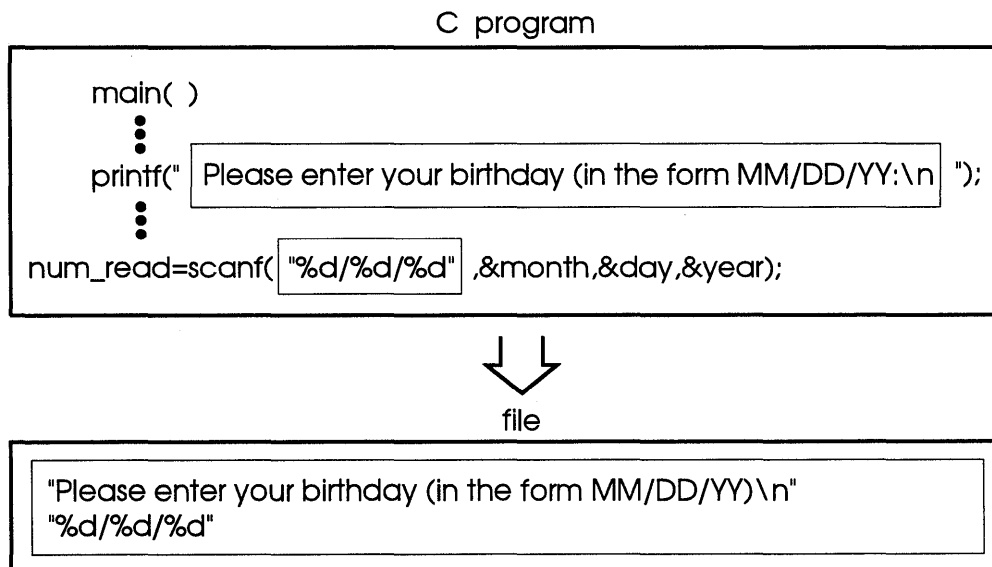 C program
main( )
printf(" Please enter your birthday (in the form MM/DD/YY:\n ");
num_read=scanf( "%d/%d/%d" ,&month,&day,&year);
file
"Please enter your birthday (in the form MM/DD/YY)\n"
"%d/%d/%d"